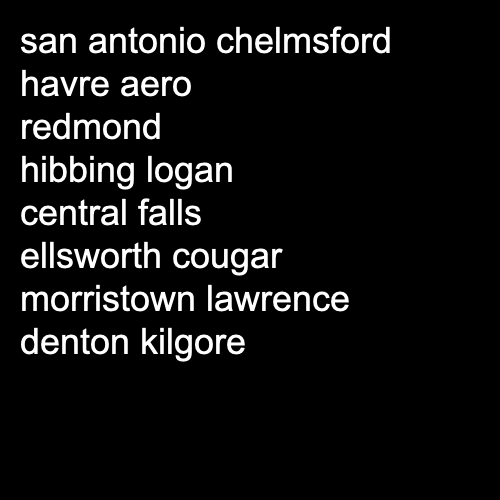 san antonio chelmsford
havre aero
redmond
hibbing logan
central falls
ellsworth cougar
morristown lawrence
denton kilgore